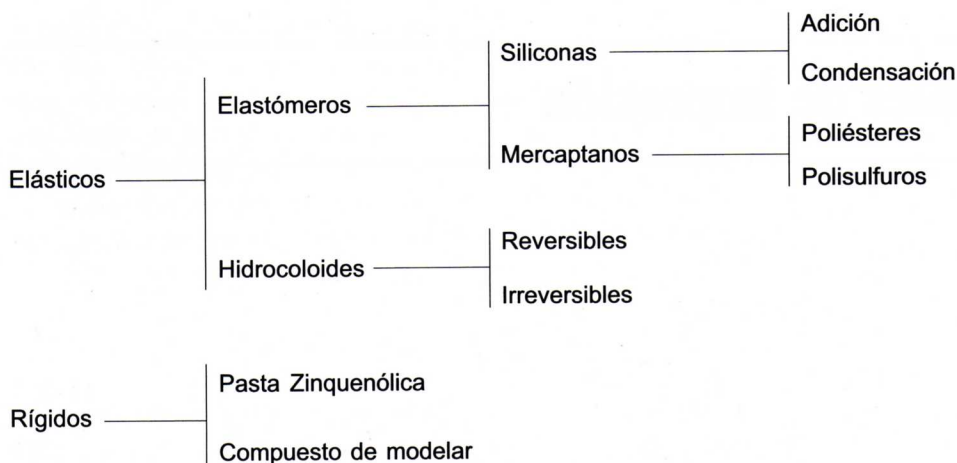 Adición
Siliconas
Condensación
Elastómeros
Poliésteres
Mercaptanos
Polisulfuros
Elásticos
Reversibles
Hidrocoloides
Irreversibles
Pasta Zinquenólica
Rígidos
Compuesto de modelar